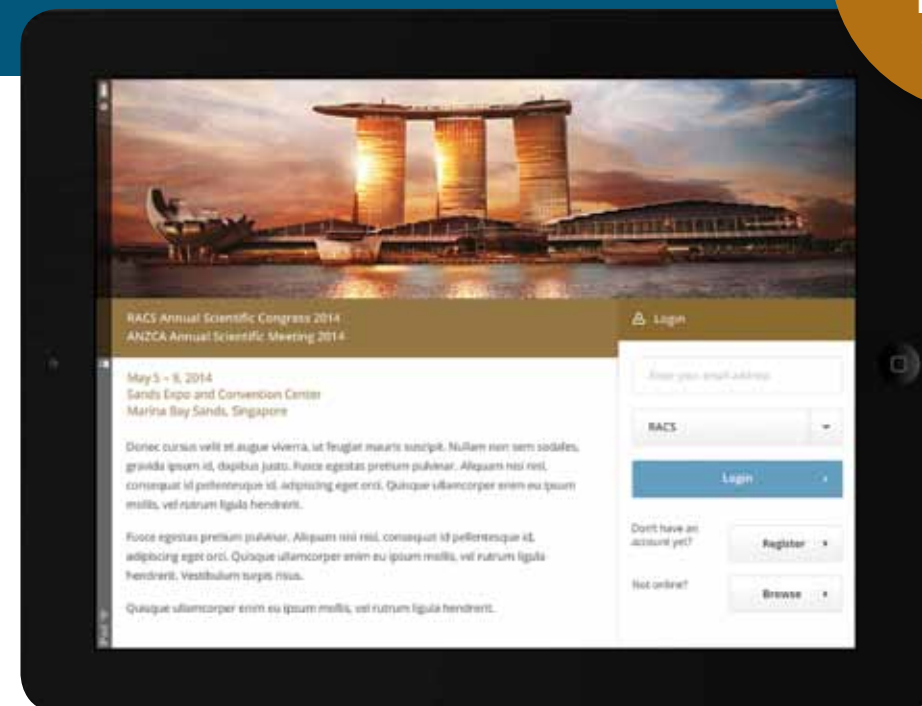 RACS Annual Scientific Congress 2014
ANZCA Annual Scientific Meeting 2014
May 5 – 9, 2014
Sands Expo and Convention Center
Marina Bay Sands, Singapore
Donec cursus velit et augue viverra, ut feugiat mauris suscipit. Nullam non sem sodales,
gravida ipsum id, dapibus justo. Fusce egestas pretium pulvinar. Aliquam nisi nisl,
consequat id pellentesque id, adipiscing eget orci. Quisque ullamcorper enim eu ipsum
mollis, vel rutrum ligula hendrerit.
Fusce egestas pretium pulvinar. Aliquam nisi nisl, consequat id pellentesque id,
adipiscing eget orci. Quisque ullamcorper enim eu ipsum mollis, vel rutrum ligula
hendrerit. Vestibulum turpis risus.
Quisque ullamcorper enim eu ipsum mollis, vel rutrum ligula hendrerit.
Login
Enter your email address
RACS
Login
Don't have an
account yet?
Register
Not online?
Browse
iPad